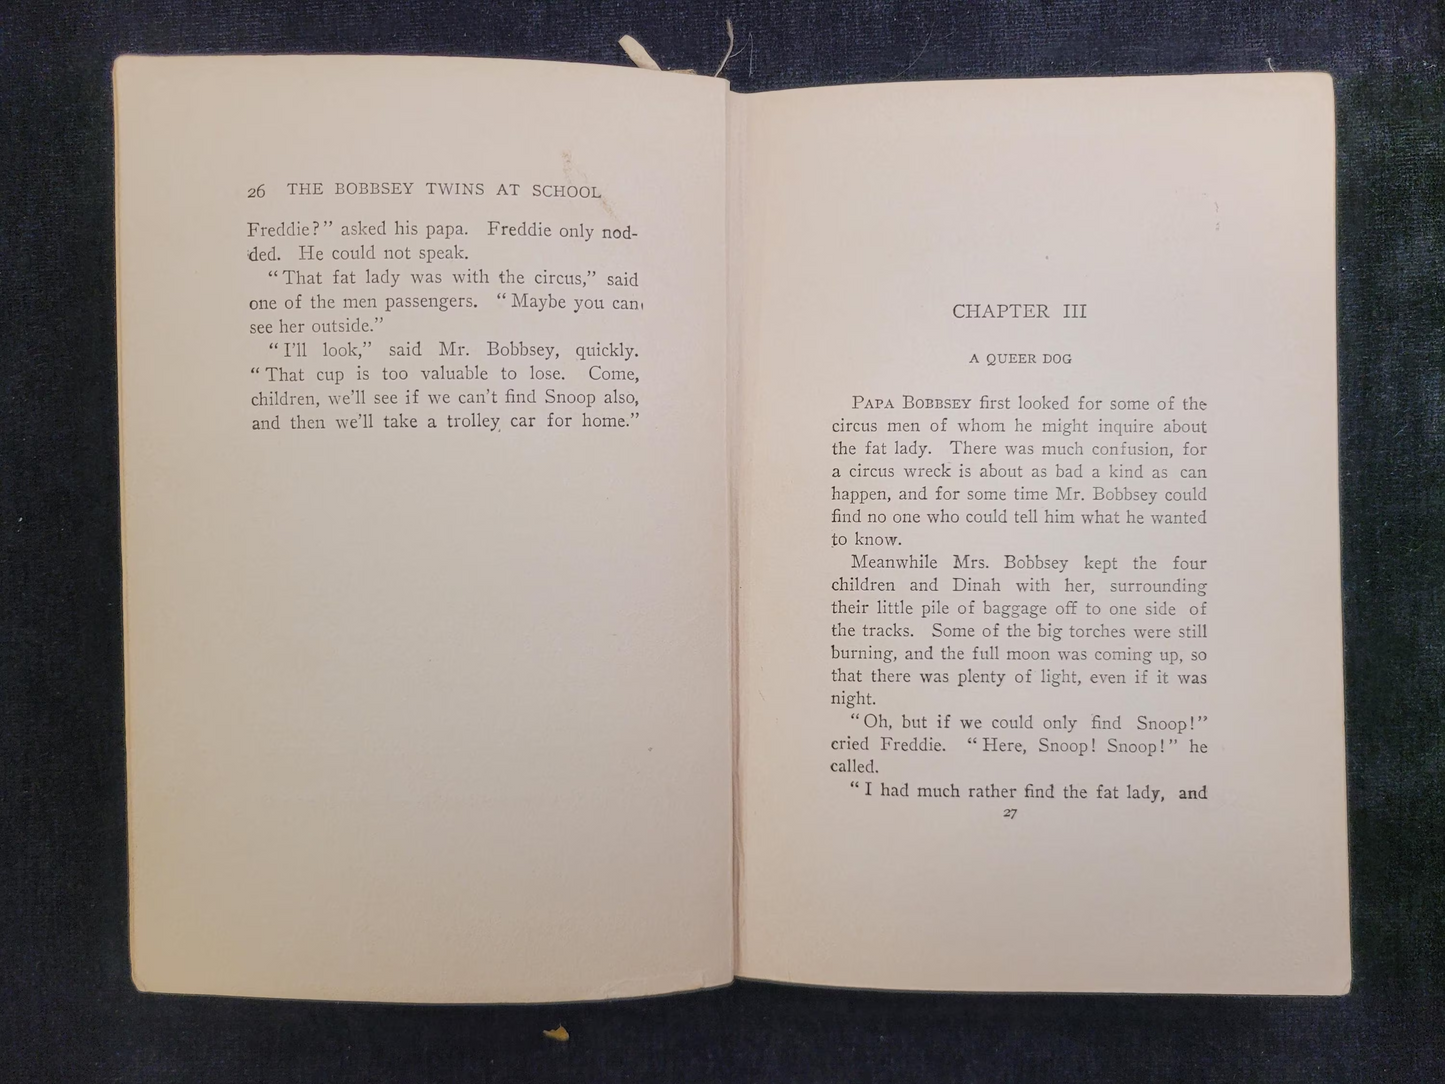 26 THE BOBBSEY TWINS AT SCHOOL
Freddie?” asked his papa. Freddie only nod-
ded. He could not speak.
“That fat lady was with the circus,” said
one of the men passengers. “Maybe you can
see her outside.”
“I’ll look,” said Mr. Bobbsey, quickly.
“That cup is too valuable to lose. Come,
children, we’ll see if we can’t find Snoop also,
and then we’ll take a trolley car for home.”
CHAPTER III
A QUEER DOG
PAPA BOBBSEY first looked for some of the
circus men of whom he might inquire about
the fat lady. There was much confusion, for
a circus wreck is about as bad a kind as can
happen, and for some time Mr. Bobbsey could
find no one who could tell him what he wanted
to know.
Meanwhile Mrs. Bobbsey kept the four
children and Dinah with her, surrounding
their little pile of baggage off to one side of
the tracks. Some of the big torches were still
burning, and the full moon was coming up, so
that there was plenty of light, even if it was
night.
“Oh, but if we could only find Snoop!”
cried Freddie. “Here, Snoop! Snoop!” he
called.
“I had much rather find the fat lady, and
27